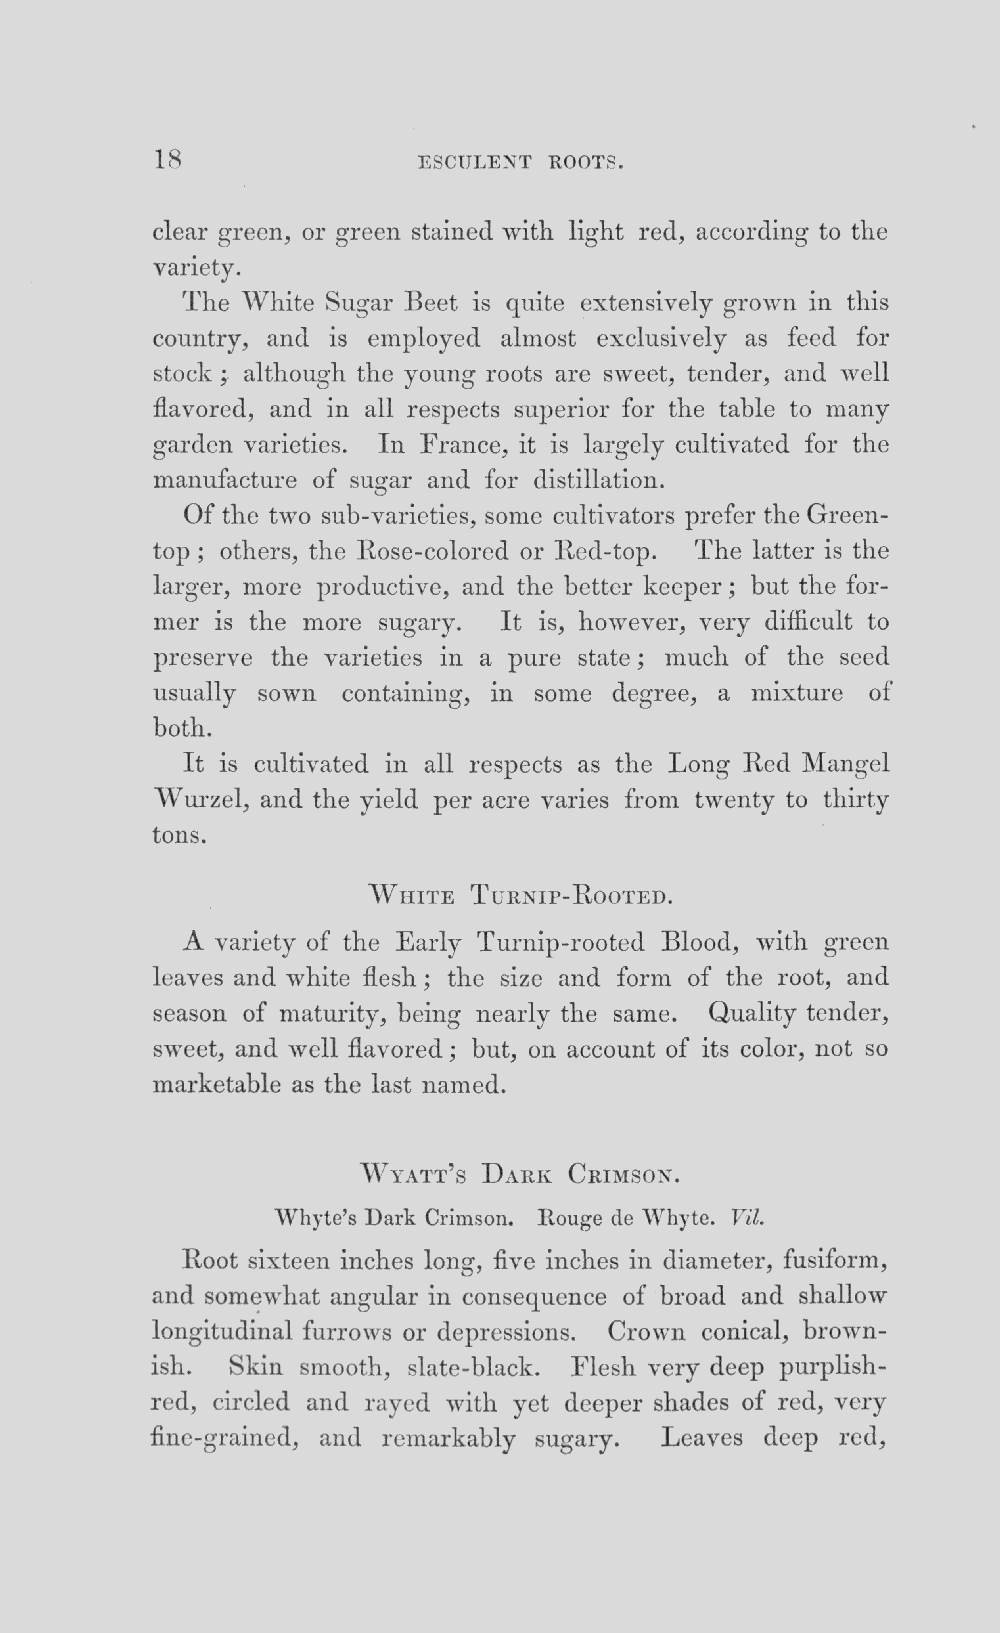 18 ESCULENT ROOTS.
clear green, or green stained with light red, according to the
variety.
The White Sugar Beet is quite extensively grown in this
country, and is employed almost exclusively as feed for
stock ; although the young roots are sweet, tender, and well
flavored, and in all respects superior for the table to many
garden varieties. In France, it is largely cultivated for the
manufacture of sugar and for distillation.
Of the two sub-varieties, some cultivators prefer the Green-
top ; others, the Rose-colored or Red-top. The latter is the
larger, more productive, and the better keeper ; but the for-
mer is the more sugary. It is, however, very difficult to
preserve the varieties in a pure state ; much of the seed
usually sown containing, in some degree, a mixture of
both.
It is cultivated in all respects as the Long Red Mangel
Wurzel, and the yield per acre varies from twenty to thirty
tons.
WHITE TURNIP-ROOTED.
A variety of the Early Turnip-rooted Blood, with green
leaves and white flesh ; the size and form of the root, and
season of maturity, being nearly the same. Quality tender,
sweet, and well flavored ; but, on account of its color, not so
marketable as the last named.
WYATT'S DARK CRIMSON.
Whyte's Dark Crimson. Rouge de Whyte. Vil.
Root sixteen inches long, five inches in diameter, fusiform,
and somewhat angular in consequence of broad and shallow
longitudinal furrows or depressions. Crown conical, brown-
ish. Skin smooth, slate-black. Flesh very deep purplish-
red, circled and rayed with yet deeper shades of red, very
fine-grained, and remarkably sugary. Leaves deep red,